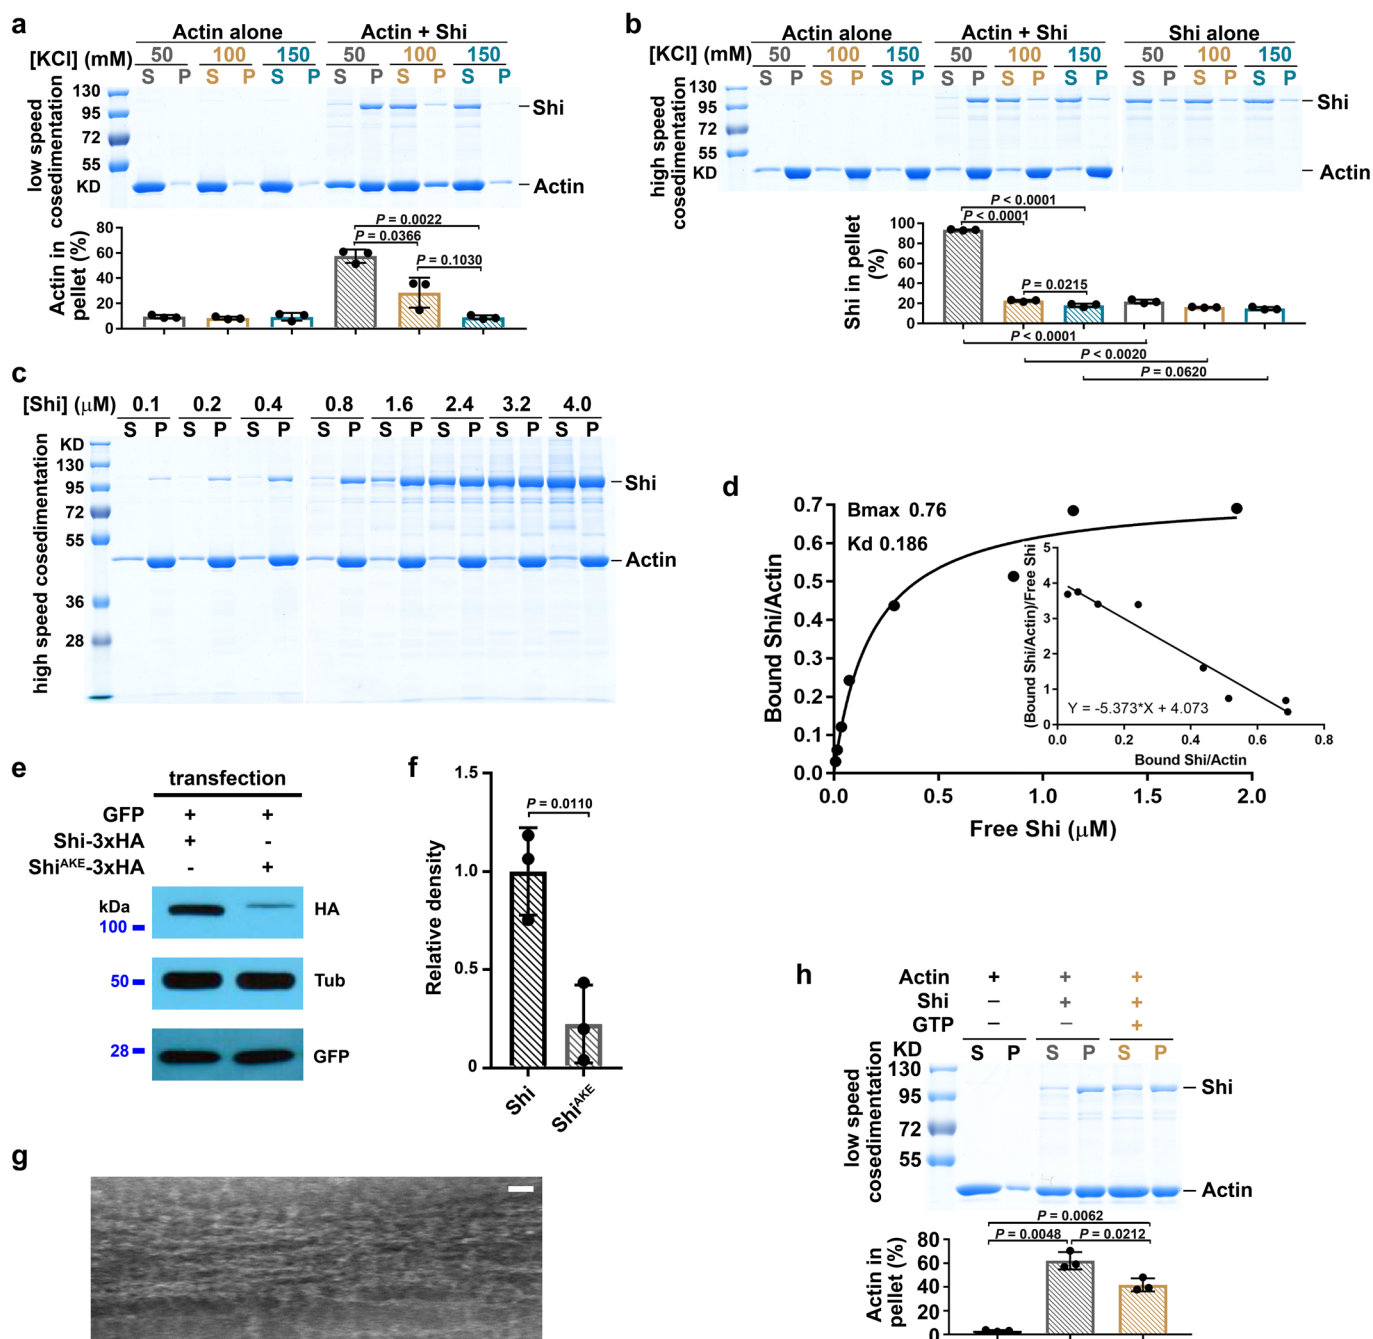 a
Actin alone
Actin + Shi
[KCl] (mM)
50 100 150 50 100 150
S P S P S P S P S P S P
low speed
cosedimentation
130
95
72
55
KD
Shi
Actin
Actin in
pellet (%)
80
60
40
20
0
P = 0.0022
P = 0.0366
P = 0.1030
b
Actin alone
Actin + Shi
Shi alone
[KCl] (mM)
50 100 150 50 100 150 50 100 150
S P S P S P S P S P S P S P S P S P
high speed
cosedimentation
130
95
72
55
KD
Shi
Actin
Shi in pellet
(%)
100
80
60
40
20
0
P < 0.0001
P < 0.0001
P = 0.0215
P < 0.0001
P < 0.0020
P = 0.0620
c
[Shi] (μM)
0.1 0.2 0.4 0.8 1.6 2.4 3.2 4.0
S P S P S P S P S P S P S P S P
high speed cosedimentation
KD
130
95
72
55
36
28
Shi
Actin
d
Bmax 0.76
Kd 0.186
Bound Shi/Actin
0.7
0.6
0.5
0.4
0.3
0.2
0.1
0.0
0.0 0.5 1.0 1.5 2.0
Free Shi (μM)
(Bound Shi/Actin)/Free Shi
5
4
3
2
1
0
Y = -5.373*X + 4.073
0.0 0.2 0.4 0.6 0.8
Bound Shi/Actin
e
transfection
GFP + +
Shi-3xHA + -
ShiAKE-3xHA - +
kDa
100
50
28
HA
Tub
GFP
f
Relative density
1.5
1.0
0.5
0
P = 0.0110
Shi
ShiAKE
g
h
Actin + + +
Shi – + +
GTP – – +
KD
S P S P S P
low speed
cosedimentation
130
95
72
55
Shi
Actin
Actin in
pellet (%)
80
60
40
20
0
P = 0.0062
P = 0.0048
P = 0.0212